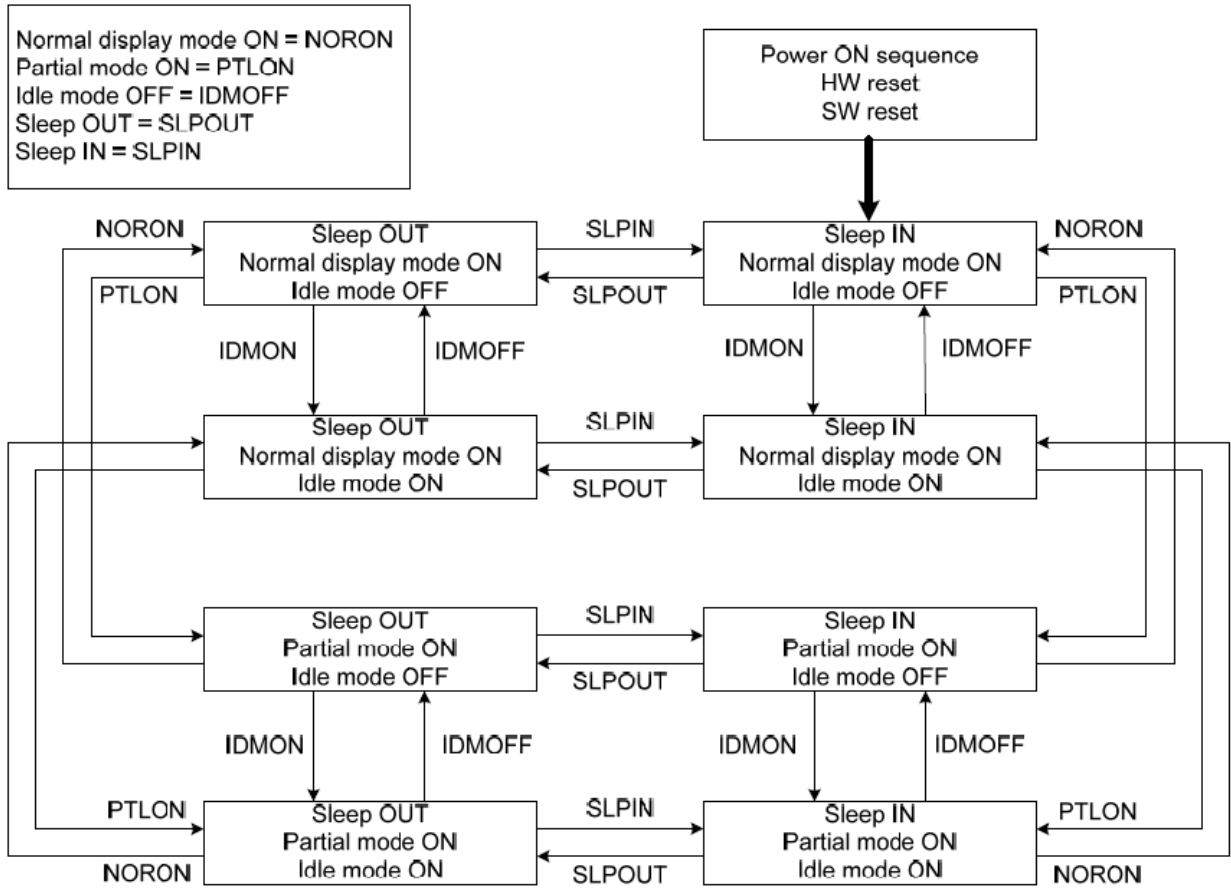 Normal display mode ON = NORON
Partial mode ON = PTLON
Idle mode OFF = IDMOFF
Sleep OUT = SLPOUT
Sleep IN = SLPIN
Power ON sequence
HW reset
SW reset
NORON
Sleep OUT
Normal display mode ON
Idle mode OFF
SLPIN
SLPOUT
Sleep IN
Normal display mode ON
Idle mode OFF
NORON
PTLON
PTLON
IDMON
IDMOFF
IDMON
IDMOFF
Sleep OUT
Normal display mode ON
Idle mode ON
SLPIN
SLPOUT
Sleep IN
Normal display mode ON
Idle mode ON
Sleep OUT
Partial mode ON
Idle mode OFF
SLPIN
SLPOUT
Sleep IN
Partial mode ON
Idle mode OFF
IDMON
IDMOFF
IDMON
IDMOFF
PTLON
NORON
Sleep OUT
Partial mode ON
Idle mode ON
SLPIN
SLPOUT
Sleep IN
Partial mode ON
Idle mode ON
PTLON
NORON